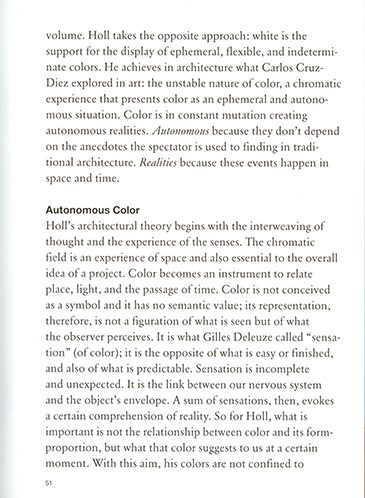 volume. Holl takes the opposite approach: white is the
support for the display of ephemeral, flexible, and indetermi-
nate colors. He achieves in architecture what Carlos Cruz-
Diez explored in art: the unstable nature of color, a chromatic
experience that presents color as an ephemeral and autono-
mous situation. Color is in constant mutation creating
autonomous realities. Autonomous because they don't depend
on the anecdotes the spectator is used to finding in tradi-
tional architecture. Realities because these events happen in
space and time.
Autonomous Color
Holl's architectural theory begins with the interweaving of
thought and the experience of the senses. The chromatic
field is an experience of space and also essential to the overall
idea of a project. Color becomes an instrument to relate
place, light, and the passage of time. Color is not conceived
as a symbol and it has no semantic value; its representation,
therefore, is not a figuration of what is seen but of what
the observer perceives. It is what Gilles Deleuze called “sensa-
tion” (of color); it is the opposite of what is easy or finished,
and also of what is predictable. Sensation is incomplete
and unexpected. It is the link between our nervous system
and the object's envelope. A sum of sensations, then, evokes
a certain comprehension of reality. So for Holl, what is
important is not the relationship between color and its form-
proportion, but what that color suggests to us at a certain
moment. With this aim, his colors are not confined to
51